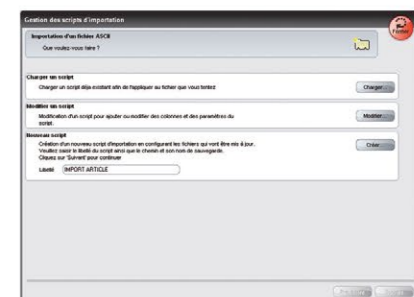 Gestion des scripts d'importation
Fermer
Importation d'un fichier ASCII
Que voulez-vous faire ?
Charger un script
Charger un script déja existant afin de l'appliquer au fichier que vous traitez
Charger...
Modifier un script
Modification d'un script pour ajouter ou modifier des colonnes et des paramètres du
script.
Modifier...
Nouveau script
Création d'un nouveau script d'importation en configurant les fichiers qui vont être mis à jour.
Veuillez saisir le libellé du script ainsi que le chemin et son nom de sauvegarde.
Cliquez sur 'Suivant' pour continuer
Créer
Libellé
IMPORT ARTICLE